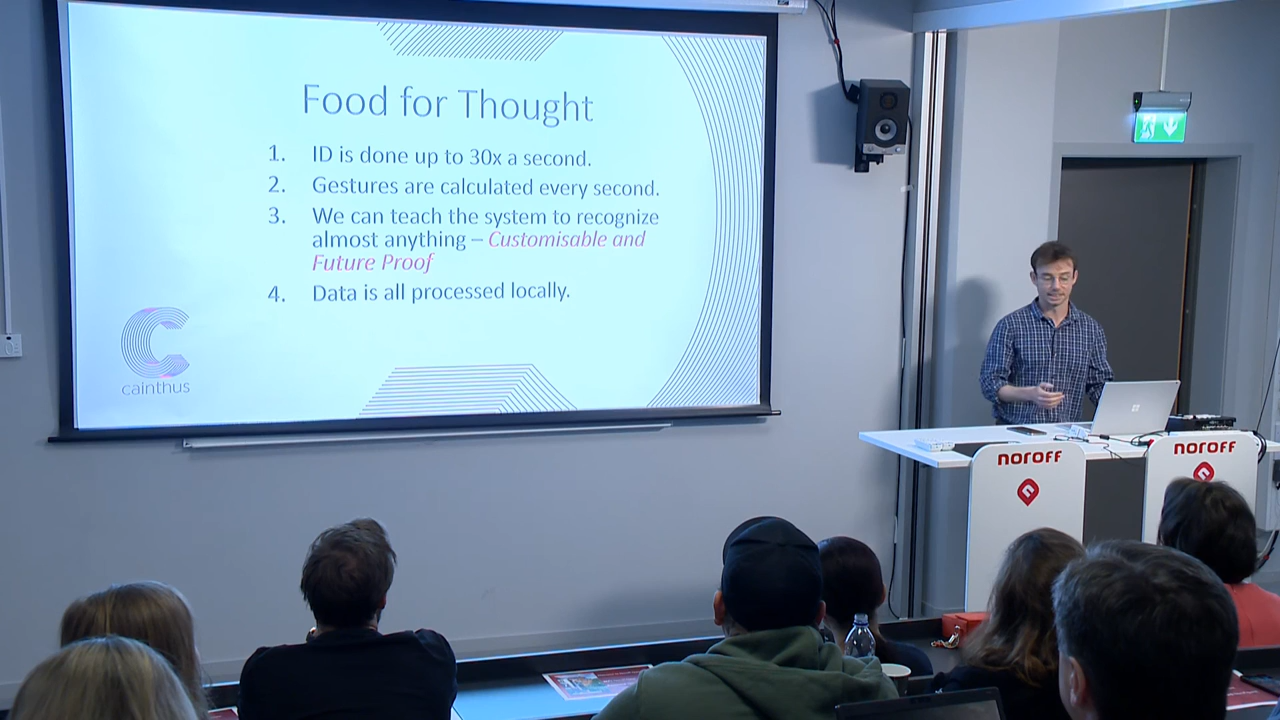 Food for Thought
1. ID is done up to 30x a second.
2. Gestures are calculated every second.
3. We can teach the system to recognize
almost anything – Customisable and
Future Proof
4. Data is all processed locally.
cainthus
noroff
noroff